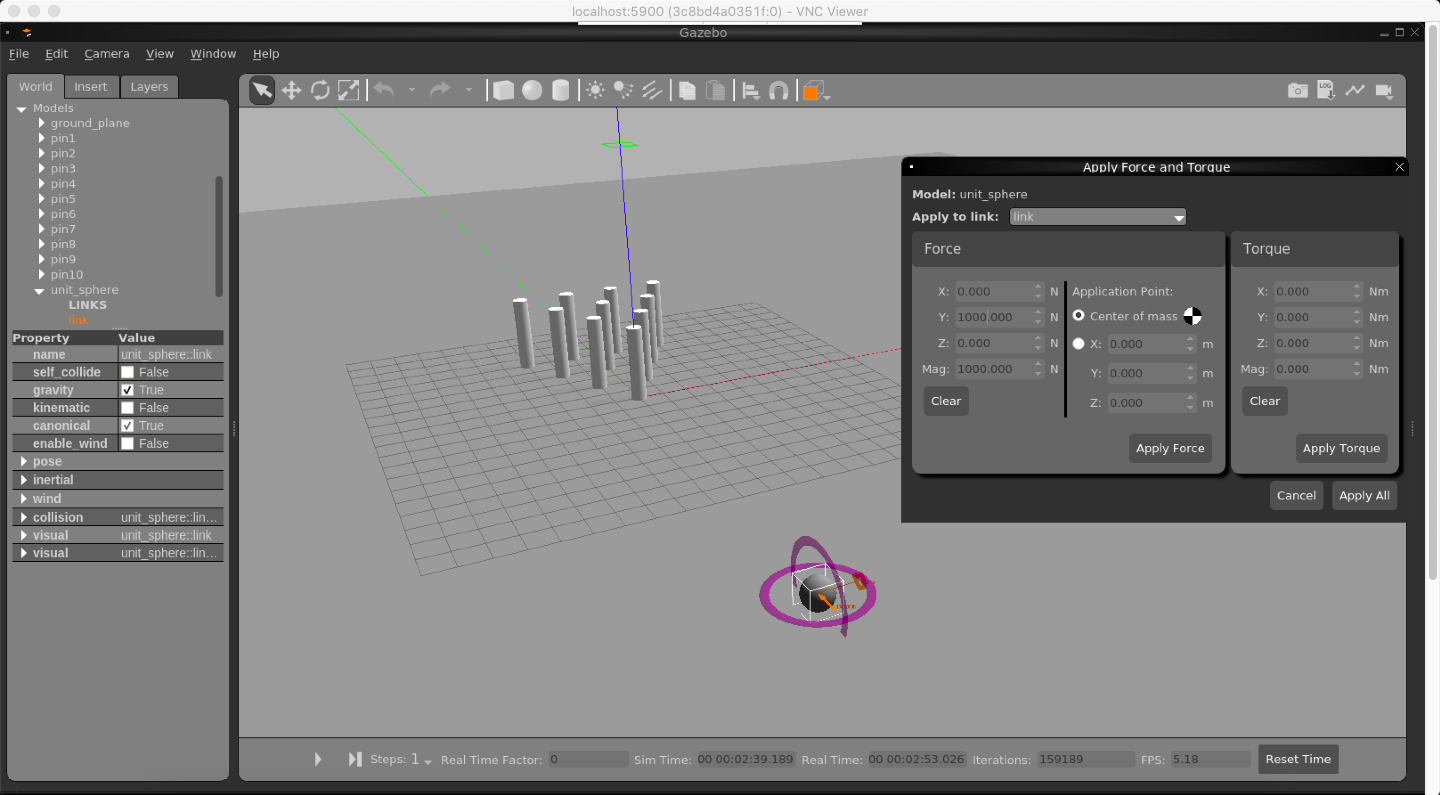 localhost:5900 (3c8bd4a0351f:0) - VNC Viewer
Gazebo
File Edit Camera View Window Help
World Insert Layers
Models
ground_plane
pin1
pin2
pin3
pin4
pin5
pin6
pin7
pin8
pin9
pin10
unit_sphere
LINKS
link
Property Value
name unit_sphere::link
self_collide False
gravity True
kinematic False
canonical True
enable_wind False
pose
inertial
wind
collision unit_sphere::lin...
visual unit_sphere::link
visual unit_sphere::lin...
LOG
Apply Force and Torque
Model: unit_sphere
Apply to link: link
Force
X: 0.000 N
Y: 1000.000 N
Z: 0.000 N
Mag: 1000.000 N
Clear
Application Point:
Center of mass
X: 0.000 m
Y: 0.000 m
Z: 0.000 m
Apply Force
Torque
X: 0.000 Nm
Y: 0.000 Nm
Z: 0.000 Nm
Mag: 0.000 Nm
Clear
Apply Torque
Cancel Apply All
Steps: 1 Real Time Factor: 0 Sim Time: 00 00:02:39.189 Real Time: 00 00:02:53.026 Iterations: 159189 FPS: 5.18 Reset Time